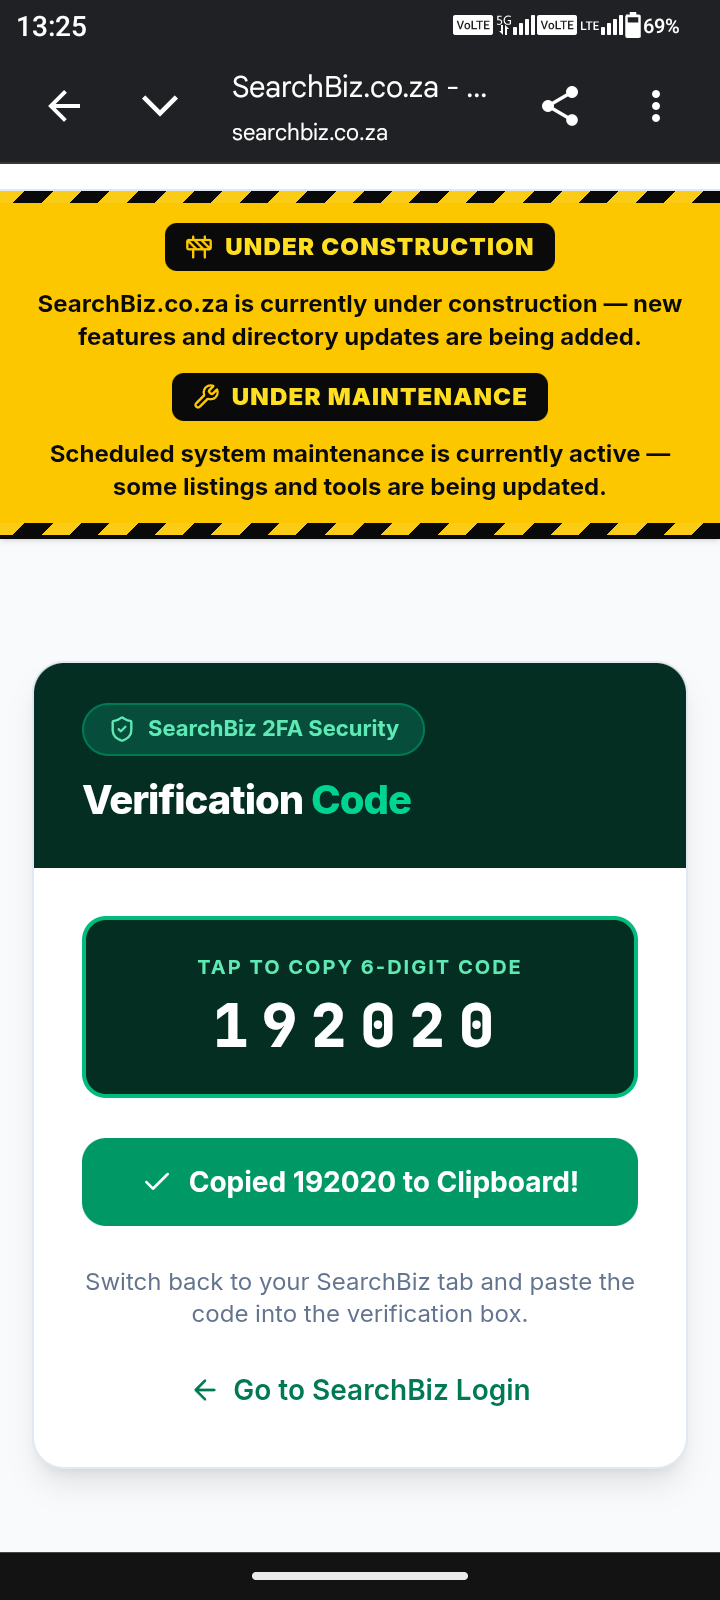 13:25
VoLTE 5G VoLTE LTE 69%
SearchBiz.co.za - ...
searchbiz.co.za
UNDER CONSTRUCTION
SearchBiz.co.za is currently under construction — new
features and directory updates are being added.
UNDER MAINTENANCE
Scheduled system maintenance is currently active —
some listings and tools are being updated.
SearchBiz 2FA Security
Verification Code
TAP TO COPY 6-DIGIT CODE
192020
Copied 192020 to Clipboard!
Switch back to your SearchBiz tab and paste the
code into the verification box.
Go to SearchBiz Login